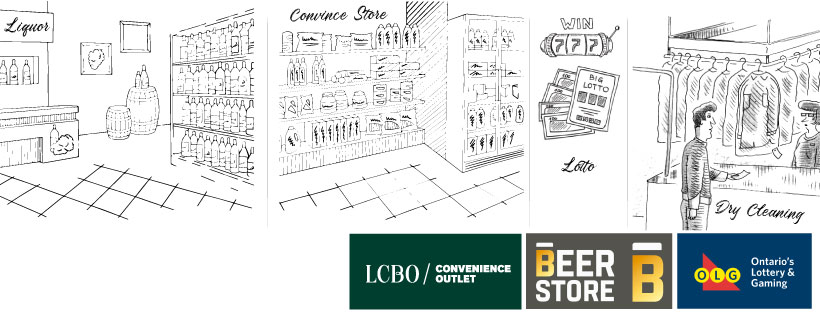 Liquor
Convince Store
WIN
777
BIG
LOTTO
Lotto
Dry Cleaning
LCBO / CONVENIENCE
OUTLET
BEER
STORE
B
OLG
Ontario's
Lottery &
Gaming